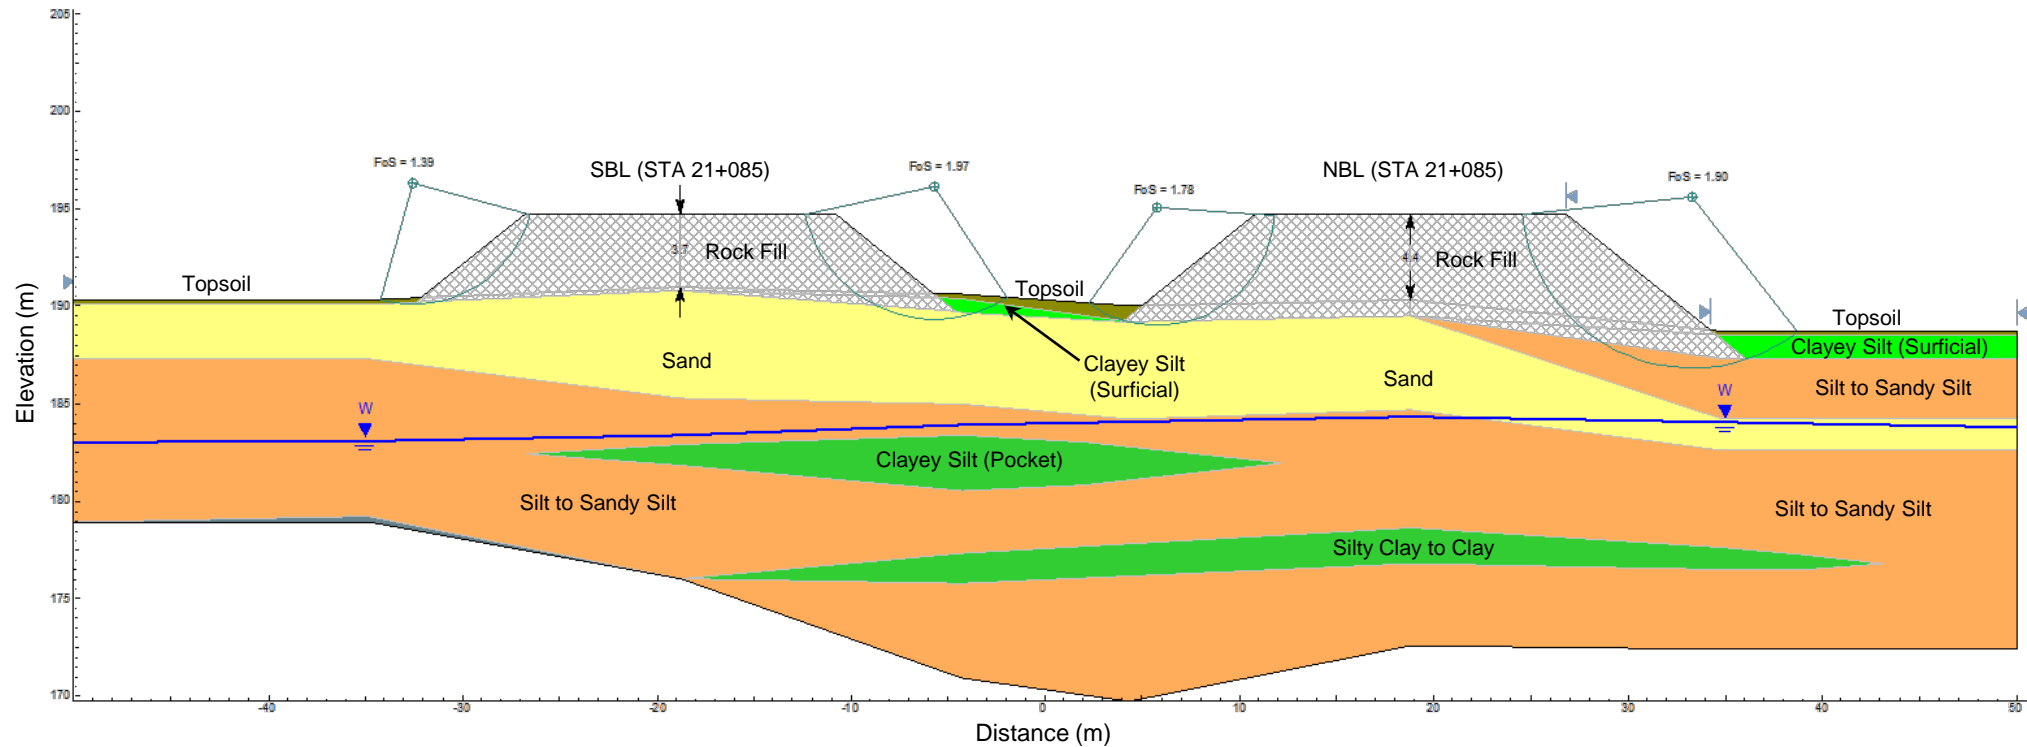 205
200
195
190
185
180
175
170
Elevation (m)
FoS = 1.39
SBL (STA 21+085)
FoS = 1.97
FoS = 1.78
NBL (STA 21+085)
FoS = 1.90
3.7
Rock Fill
4.4
Rock Fill
Topsoil
Topsoil
Topsoil
Clayey Silt (Surficial)
Sand
Clayey Silt
(Surficial)
Sand
Silt to Sandy Silt
W
W
Clayey Silt (Pocket)
Silt to Sandy Silt
Silt to Sandy Silt
Silty Clay to Clay
-40
-30
-20
-10
0
10
20
30
40
50
Distance (m)